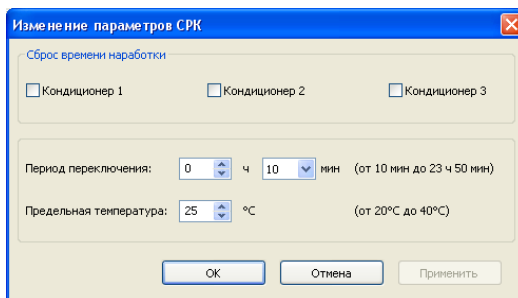 Изменение параметров СРК
Сброс времени наработки
Кондиционер 1 Кондиционер 2 Кондиционер 3
Период переключения: 0 ч 10 мин (от 10 мин до 23 ч 50 мин)
Предельная температура: 25 °C (от 20°C до 40°C)
ОК Отмена Применить